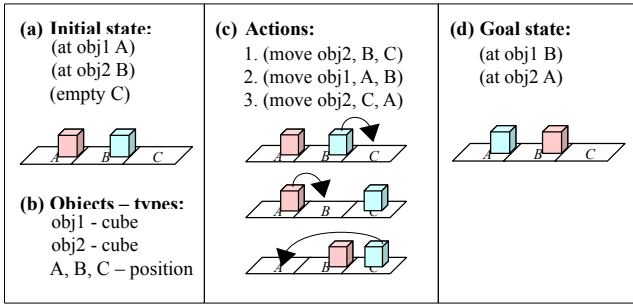 (a) Initial state:
(at obj1 A)
(at obj2 B)
(empty C)
A B C
(b) Objects – types:
obj1 - cube
obj2 - cube
A, B, C – position
(c) Actions:
1. (move obj2, B, C)
2. (move obj1, A, B)
3. (move obj2, C, A)
A B C
A B C
A B C
(d) Goal state:
(at obj1 B)
(at obj2 A)
A B C